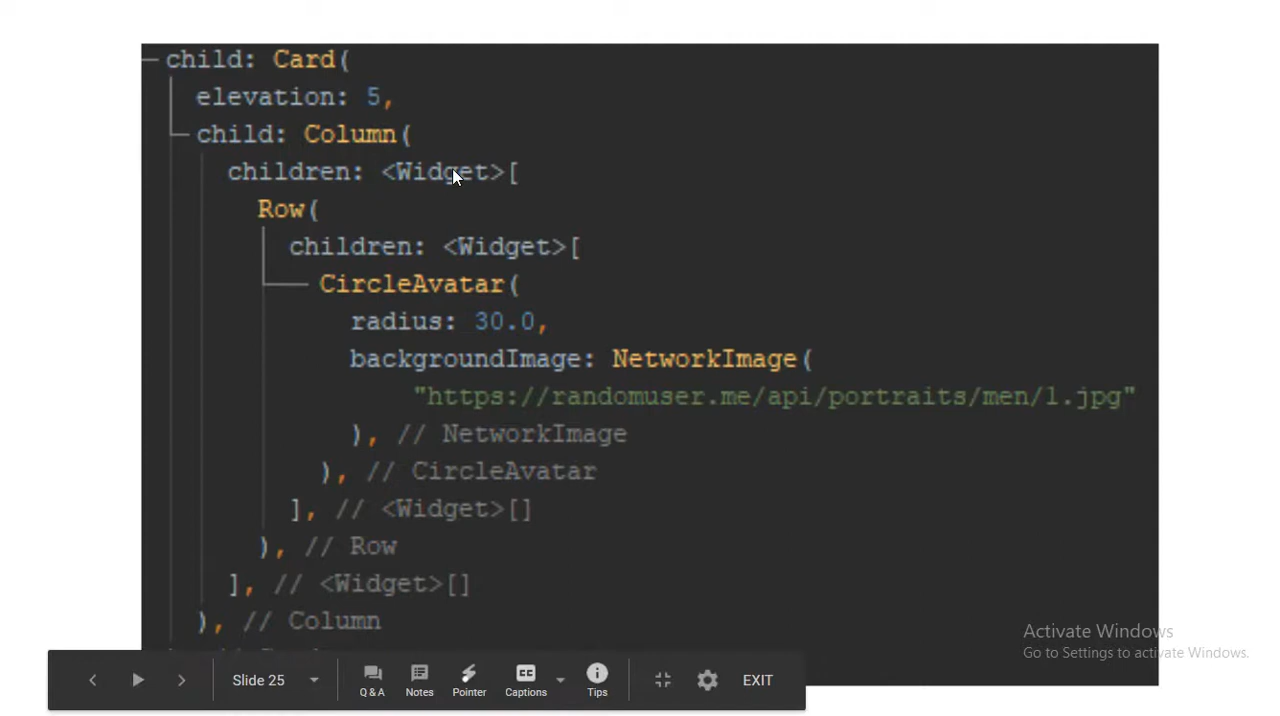 child: Card(
elevation: 5,
child: Column(
children: <Widget>[
Row(
children: <Widget>[
CircleAvatar(
radius: 30.0,
backgroundImage: NetworkImage(
"https://randomuser.me/api/portraits/men/1.jpg"
), // NetworkImage
), // CircleAvatar
], // <Widget>[]
), // Row
], // <Widget>[]
), // Column
Activate Windows
Go to Settings to activate Windows.
Slide 25
Q & A
Notes
Pointer
CC
Captions
Tips
EXIT